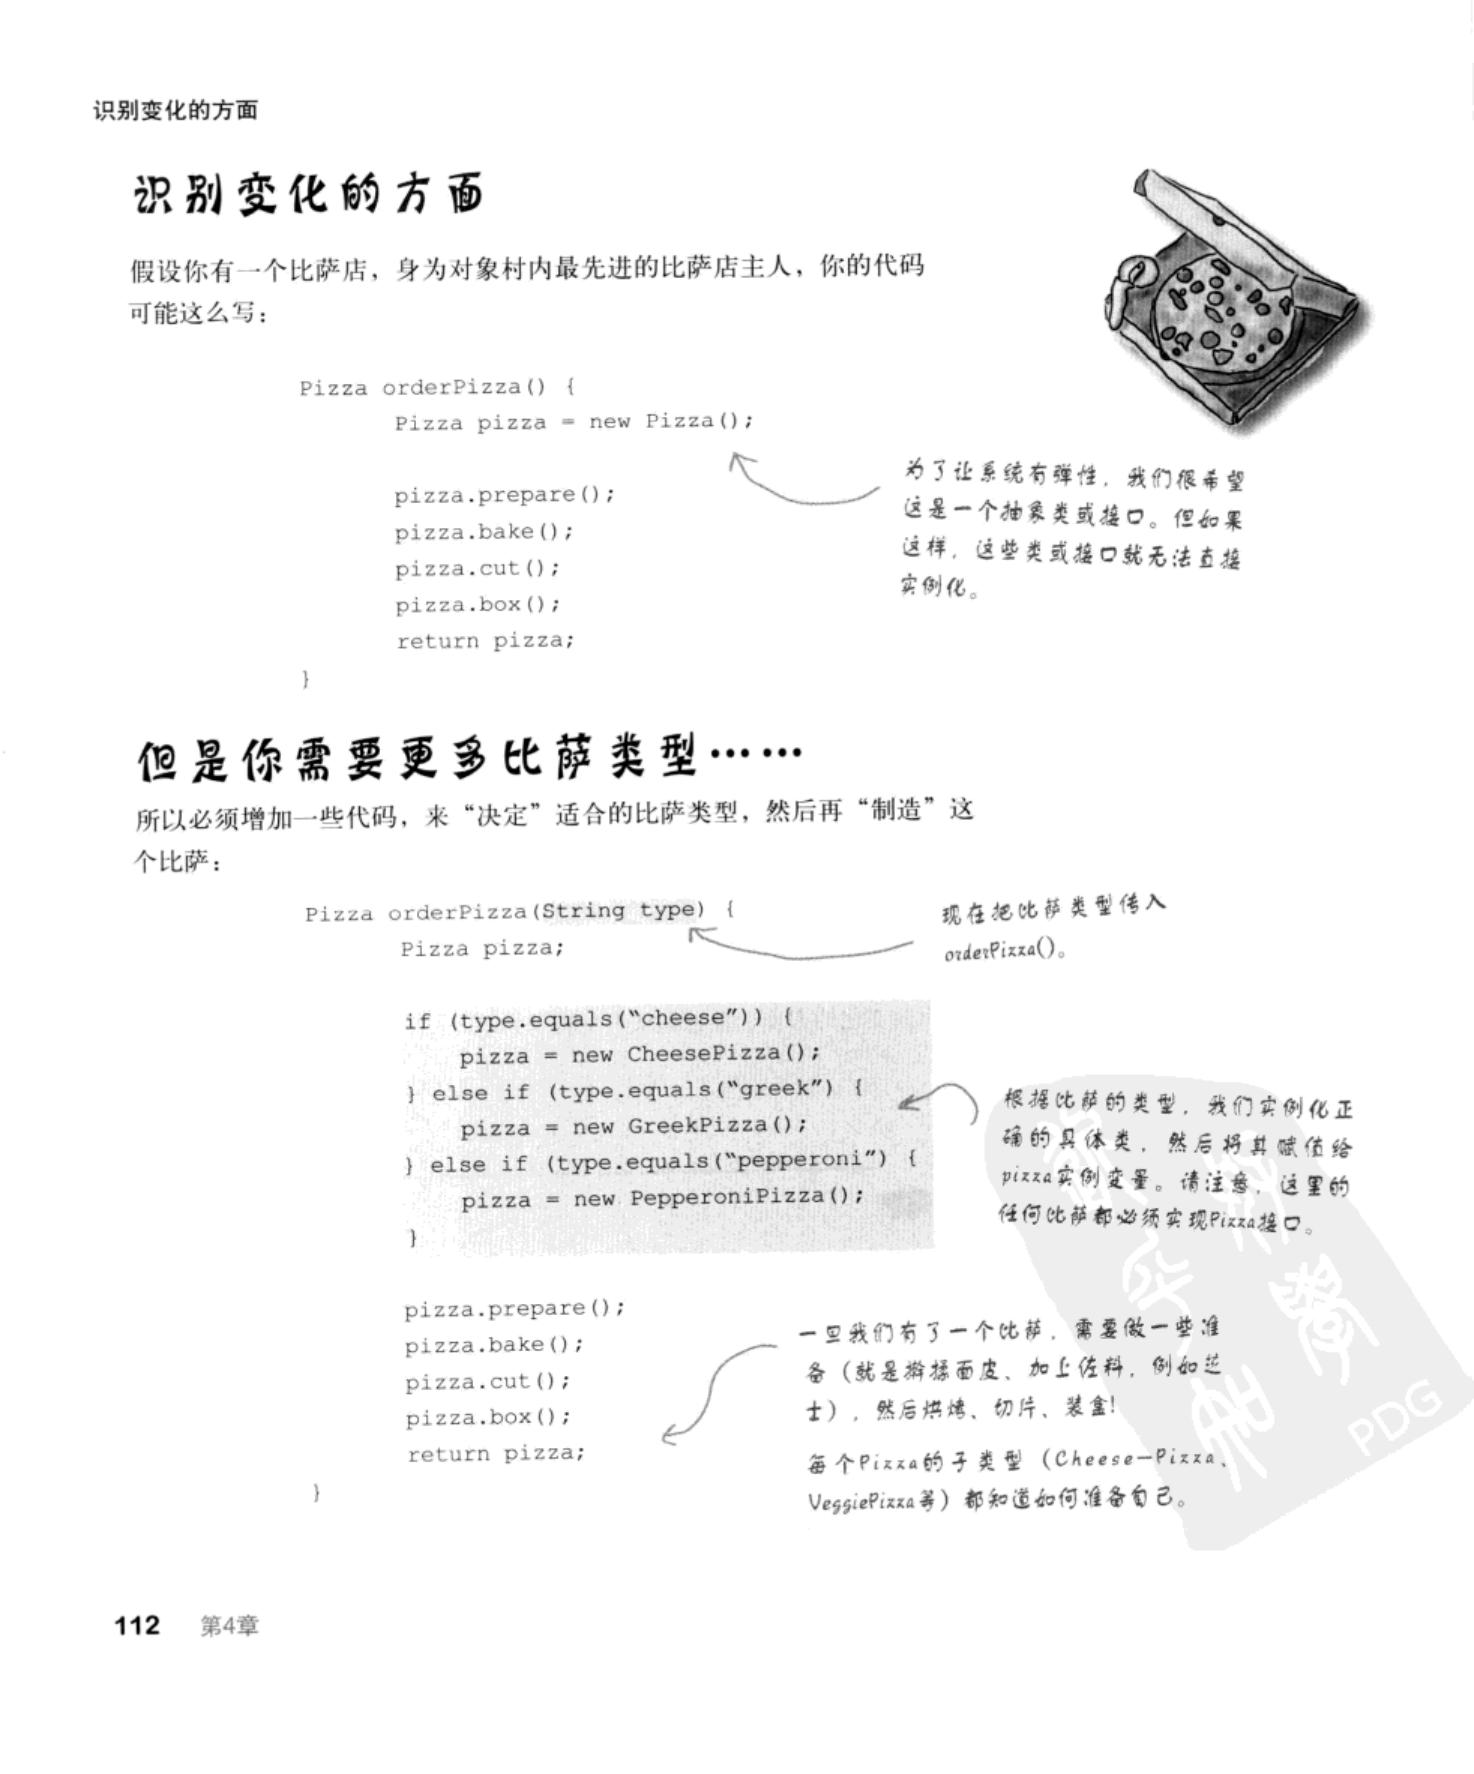 识别变化的方面
识别变化的方面
假设你有一个比萨店，身为对象村内最先进的比萨店主人，你的代码
可能这么写：
Pizza orderPizza() {
Pizza pizza = new Pizza();
pizza.prepare();
pizza.bake();
pizza.cut();
pizza.box();
return pizza;
}
为了让系统有弹性，我们很希望
这是一个抽象类或接口。但如果
这样，这些类或接口就无法直接
实例化。
但是你需要更多比萨类型……
所以必须增加一些代码，来“决定”适合的比萨类型，然后再“制造”这
个比萨：
Pizza orderPizza(String type) {
Pizza pizza;
现在把比萨类型传入
orderPizza()。
if (type.equals(“cheese”)) {
pizza = new CheesePizza();
} else if (type.equals(“greek”) {
pizza = new GreekPizza();
} else if (type.equals(“pepperoni”) {
pizza = new PepperoniPizza();
}
根据比萨的类型，我们实例化正
确的具体类，然后将其赋值给
pizza实例变量。请注意，这里的
任何比萨都必须实现Pizza接口。
pizza.prepare();
pizza.bake();
pizza.cut();
pizza.box();
return pizza;
}
一旦我们有了一个比萨，需要做一些准
备（就是擀揉面皮、加上佐料，例如芝
士），然后烘烤、切片、装盒！
每个Pizza的子类型（Cheese-Pizza、
VeggiePizza等）都知道如何准备自己。
PDG
112 第4章